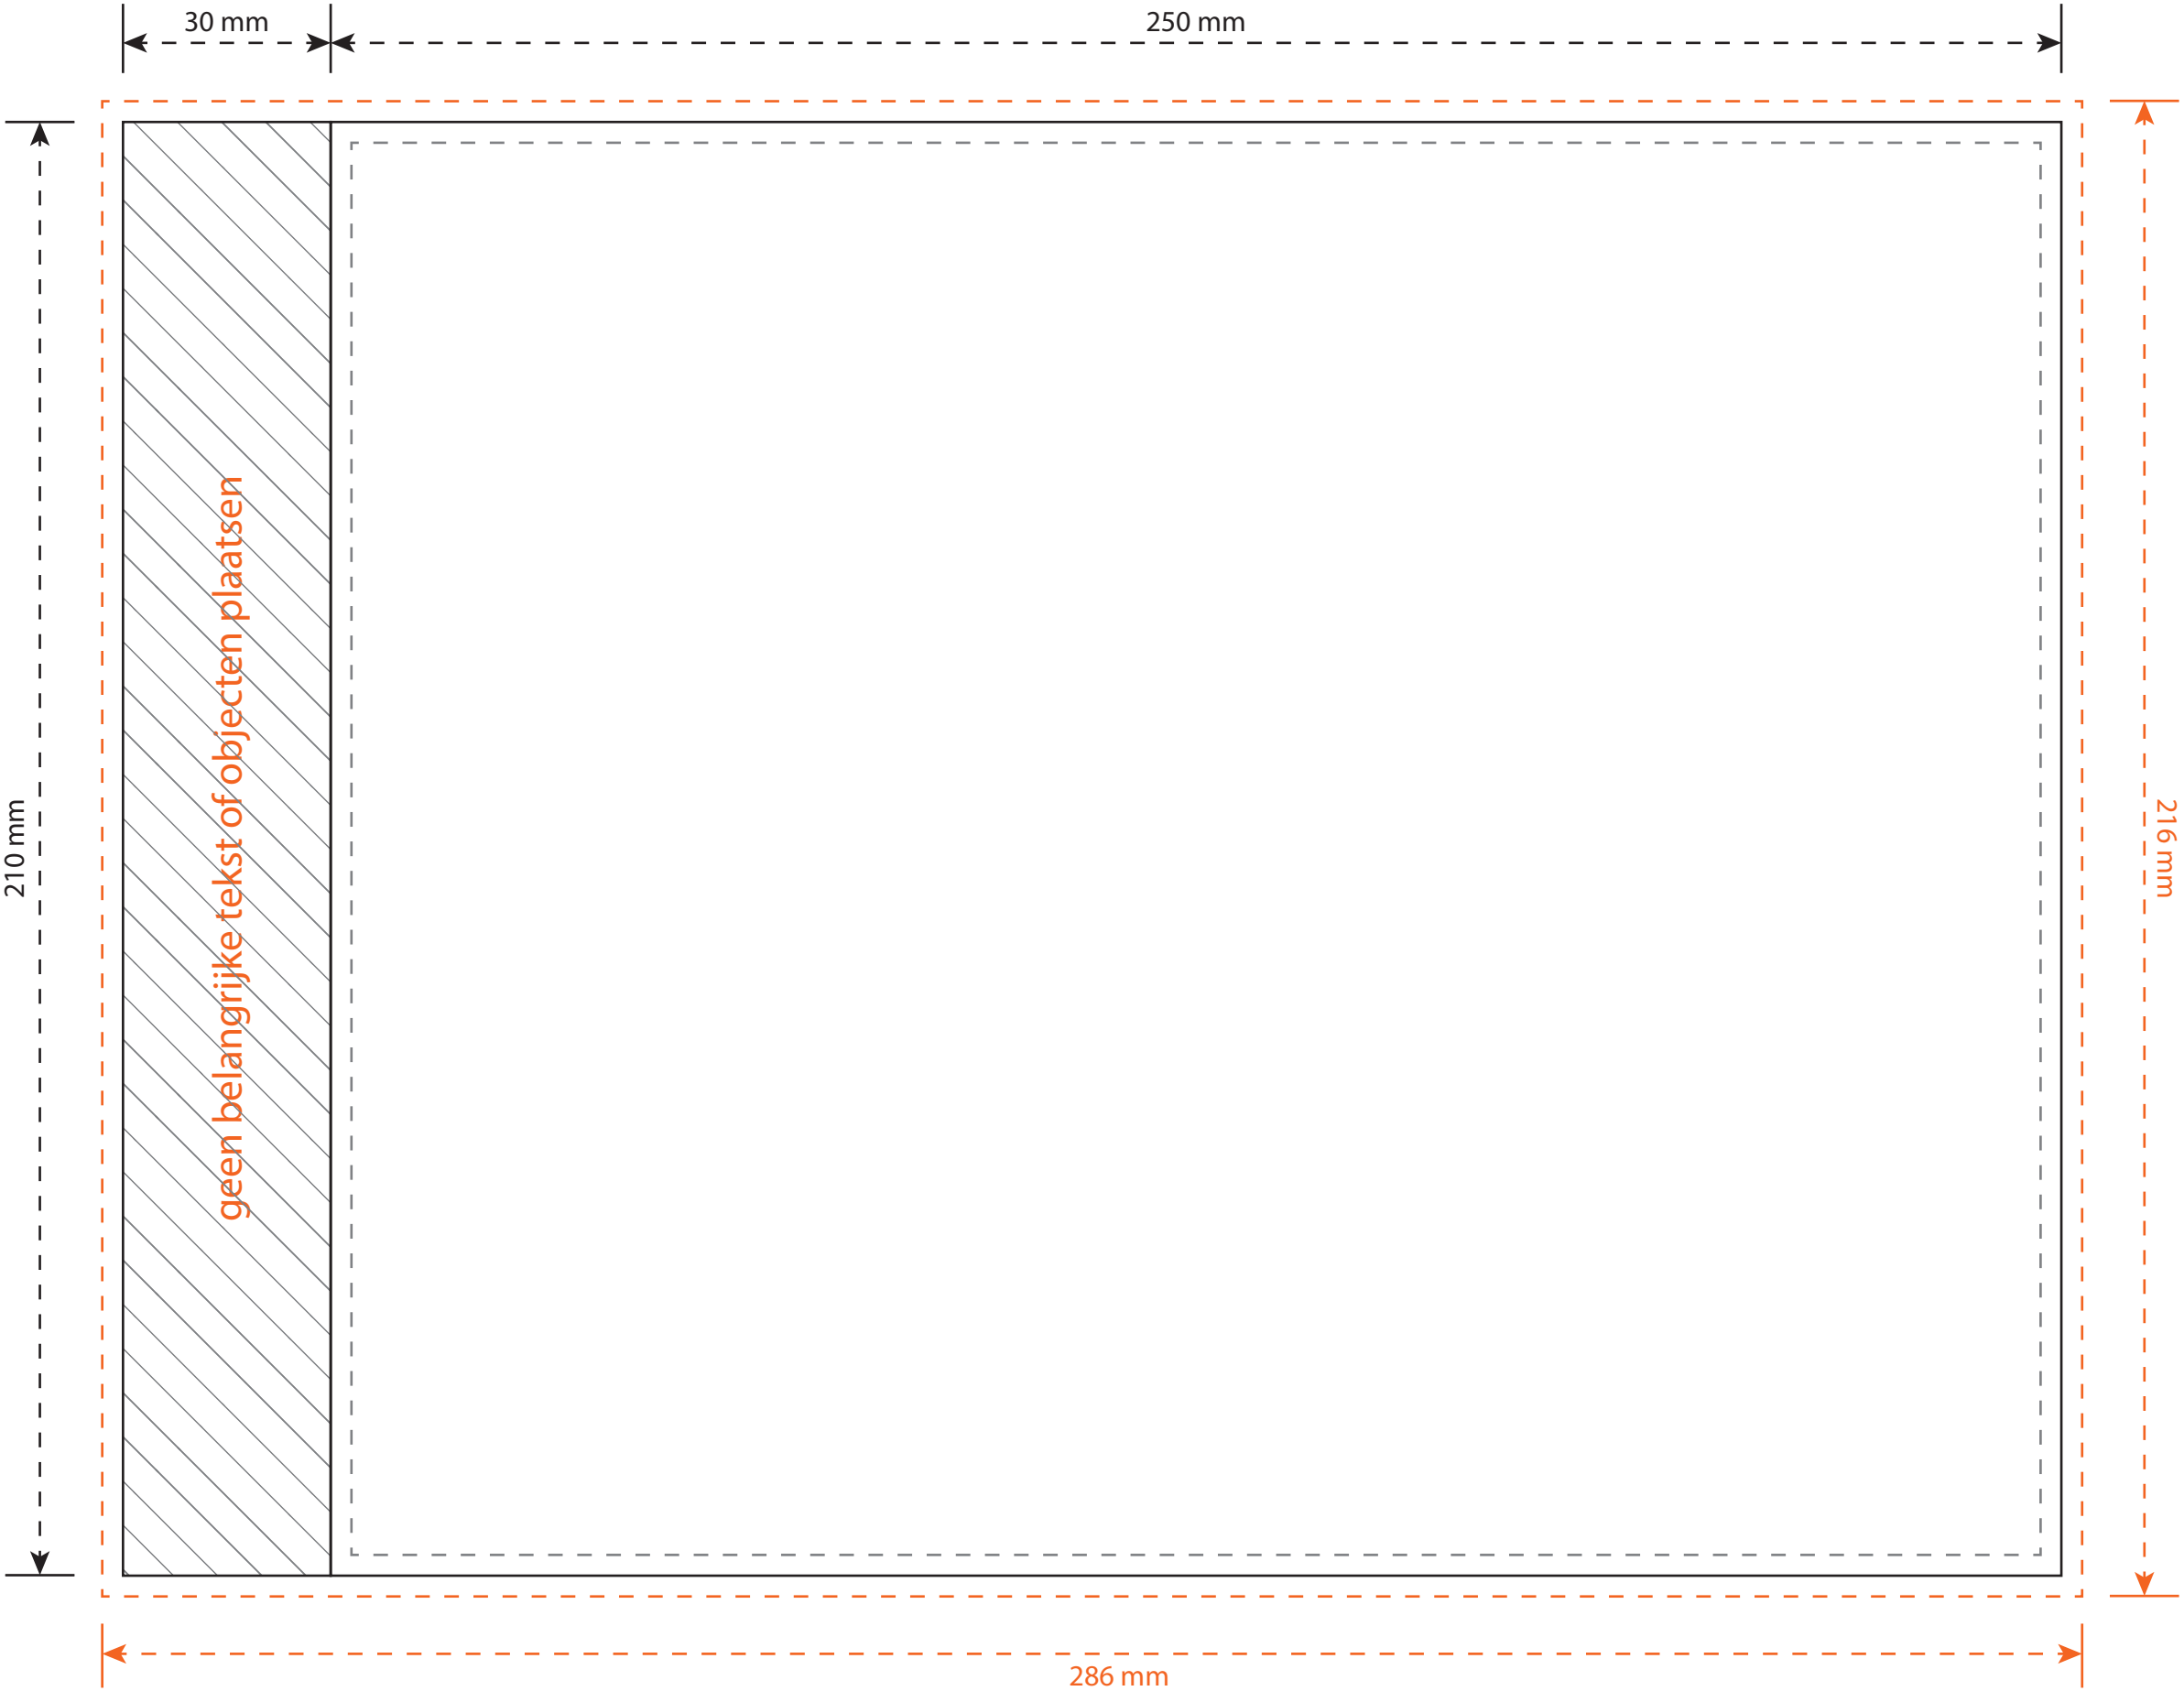 30 mm
250 mm
210 mm
geen belangrijke tekst of objecten plaatsen
216 mm
286 mm